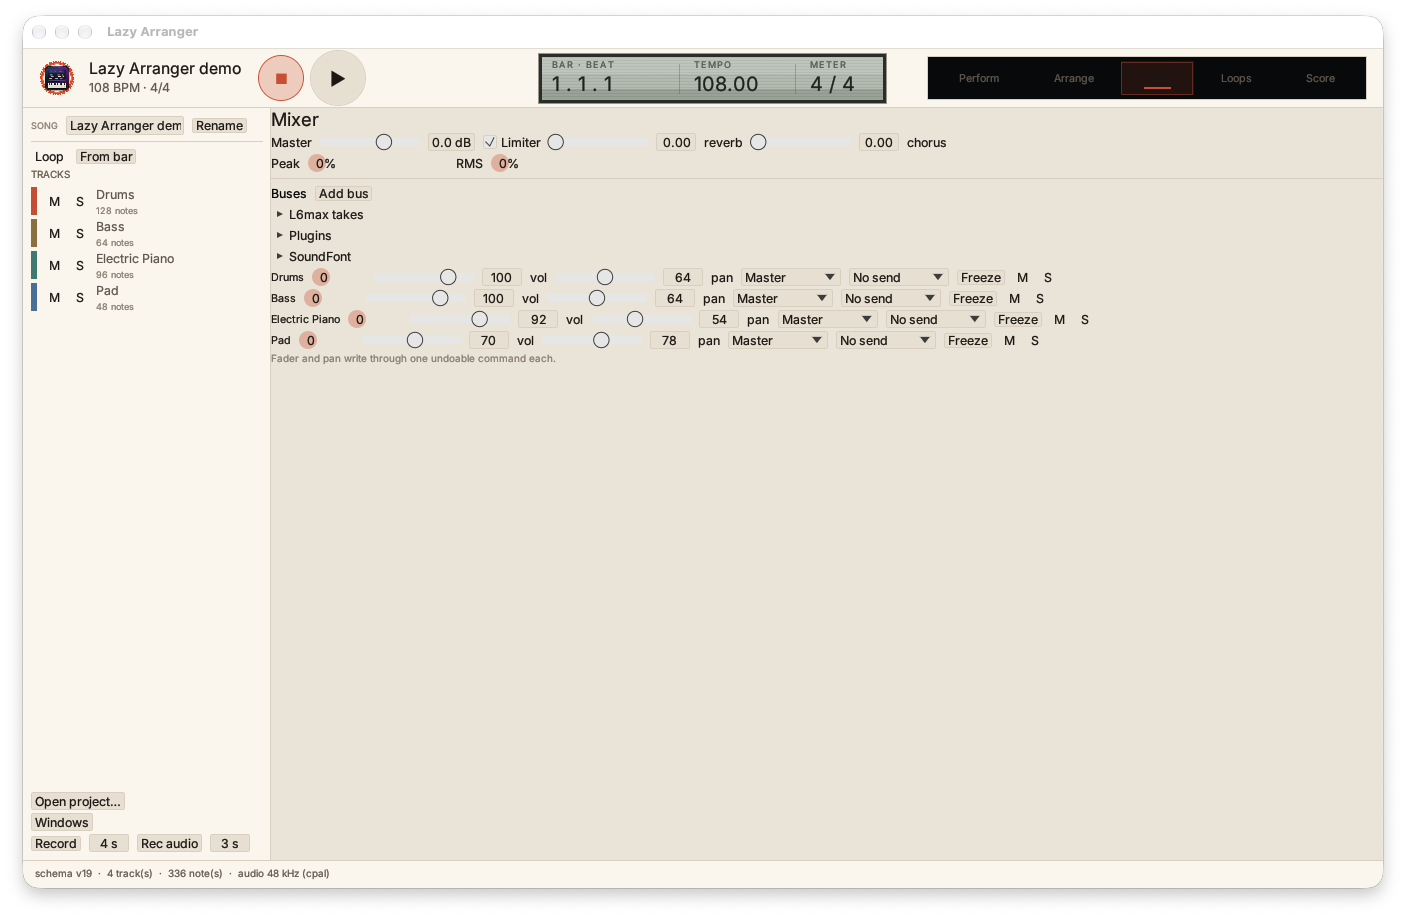 Lazy Arranger
Lazy Arranger demo
108 BPM · 4/4
BAR · BEAT
1 . 1 . 1
TEMPO
108.00
METER
4 / 4
Perform
Arrange
Loops
Score
SONG Lazy Arranger dem Rename
Loop From bar
TRACKS
M S Drums
128 notes
M S Bass
64 notes
M S Electric Piano
96 notes
M S Pad
48 notes
Open project...
Windows
Record 4 s Rec audio 3 s
Mixer
Master 0.0 dB Limiter 0.00 reverb 0.00 chorus
Peak 0% RMS 0%
Buses Add bus
L6max takes
Plugins
SoundFont
Drums 0 100 vol 64 pan Master No send Freeze M S
Bass 0 100 vol 64 pan Master No send Freeze M S
Electric Piano 0 92 vol 54 pan Master No send Freeze M S
Pad 0 70 vol 78 pan Master No send Freeze M S
Fader and pan write through one undoable command each.
schema v19 · 4 track(s) · 336 note(s) · audio 48 kHz (cpal)